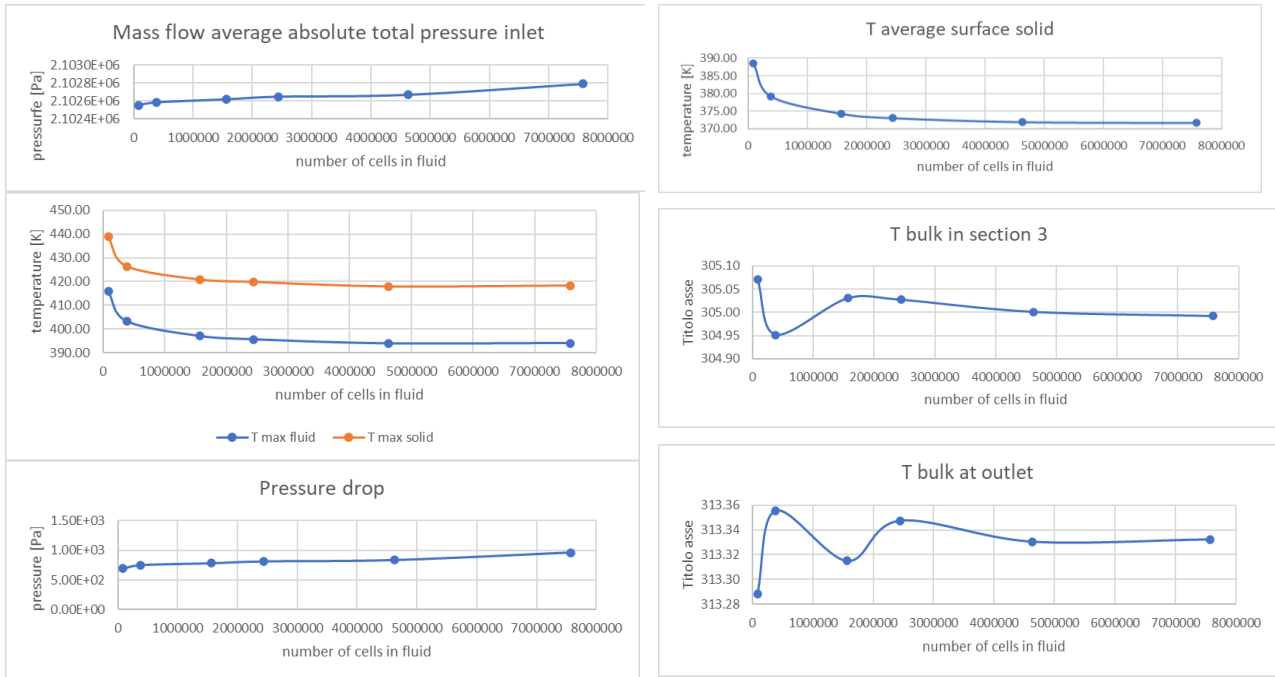 Mass flow average absolute total pressure inlet
pressurfe [Pa]
2.1030E+06
2.1028E+06
2.1026E+06
2.1024E+06
0 1000000 2000000 3000000 4000000 5000000 6000000 7000000 8000000
number of cells in fluid
T average surface solid
temperature [K]
390.00
385.00
380.00
375.00
370.00
0 1000000 2000000 3000000 4000000 5000000 6000000 7000000 8000000
number of cells in fluid
temperature [K]
450.00
440.00
430.00
420.00
410.00
400.00
390.00
0 1000000 2000000 3000000 4000000 5000000 6000000 7000000 8000000
number of cells in fluid
T max fluid T max solid
T bulk in section 3
Titolo asse
305.10
305.05
305.00
304.95
304.90
0 1000000 2000000 3000000 4000000 5000000 6000000 7000000 8000000
number of cells in fluid
Pressure drop
pressure [Pa]
1.50E+03
1.00E+03
5.00E+02
0.00E+00
0 1000000 2000000 3000000 4000000 5000000 6000000 7000000 8000000
number of cells in fluid
T bulk at outlet
Titolo asse
313.36
313.34
313.32
313.30
313.28
0 1000000 2000000 3000000 4000000 5000000 6000000 7000000 8000000
number of cells in fluid